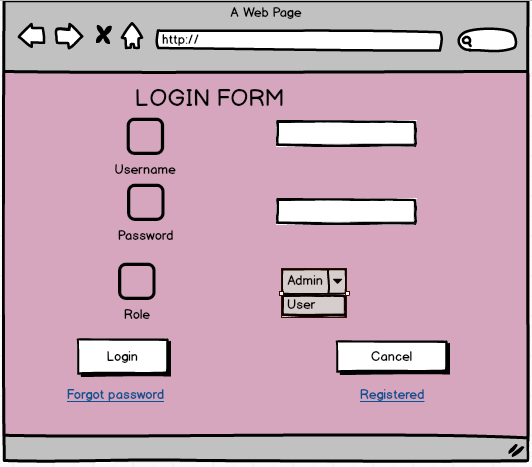 A Web Page
http://
LOGIN FORM
Username
Password
Admin
User
Role
Login
Cancel
Forgot password
Registered